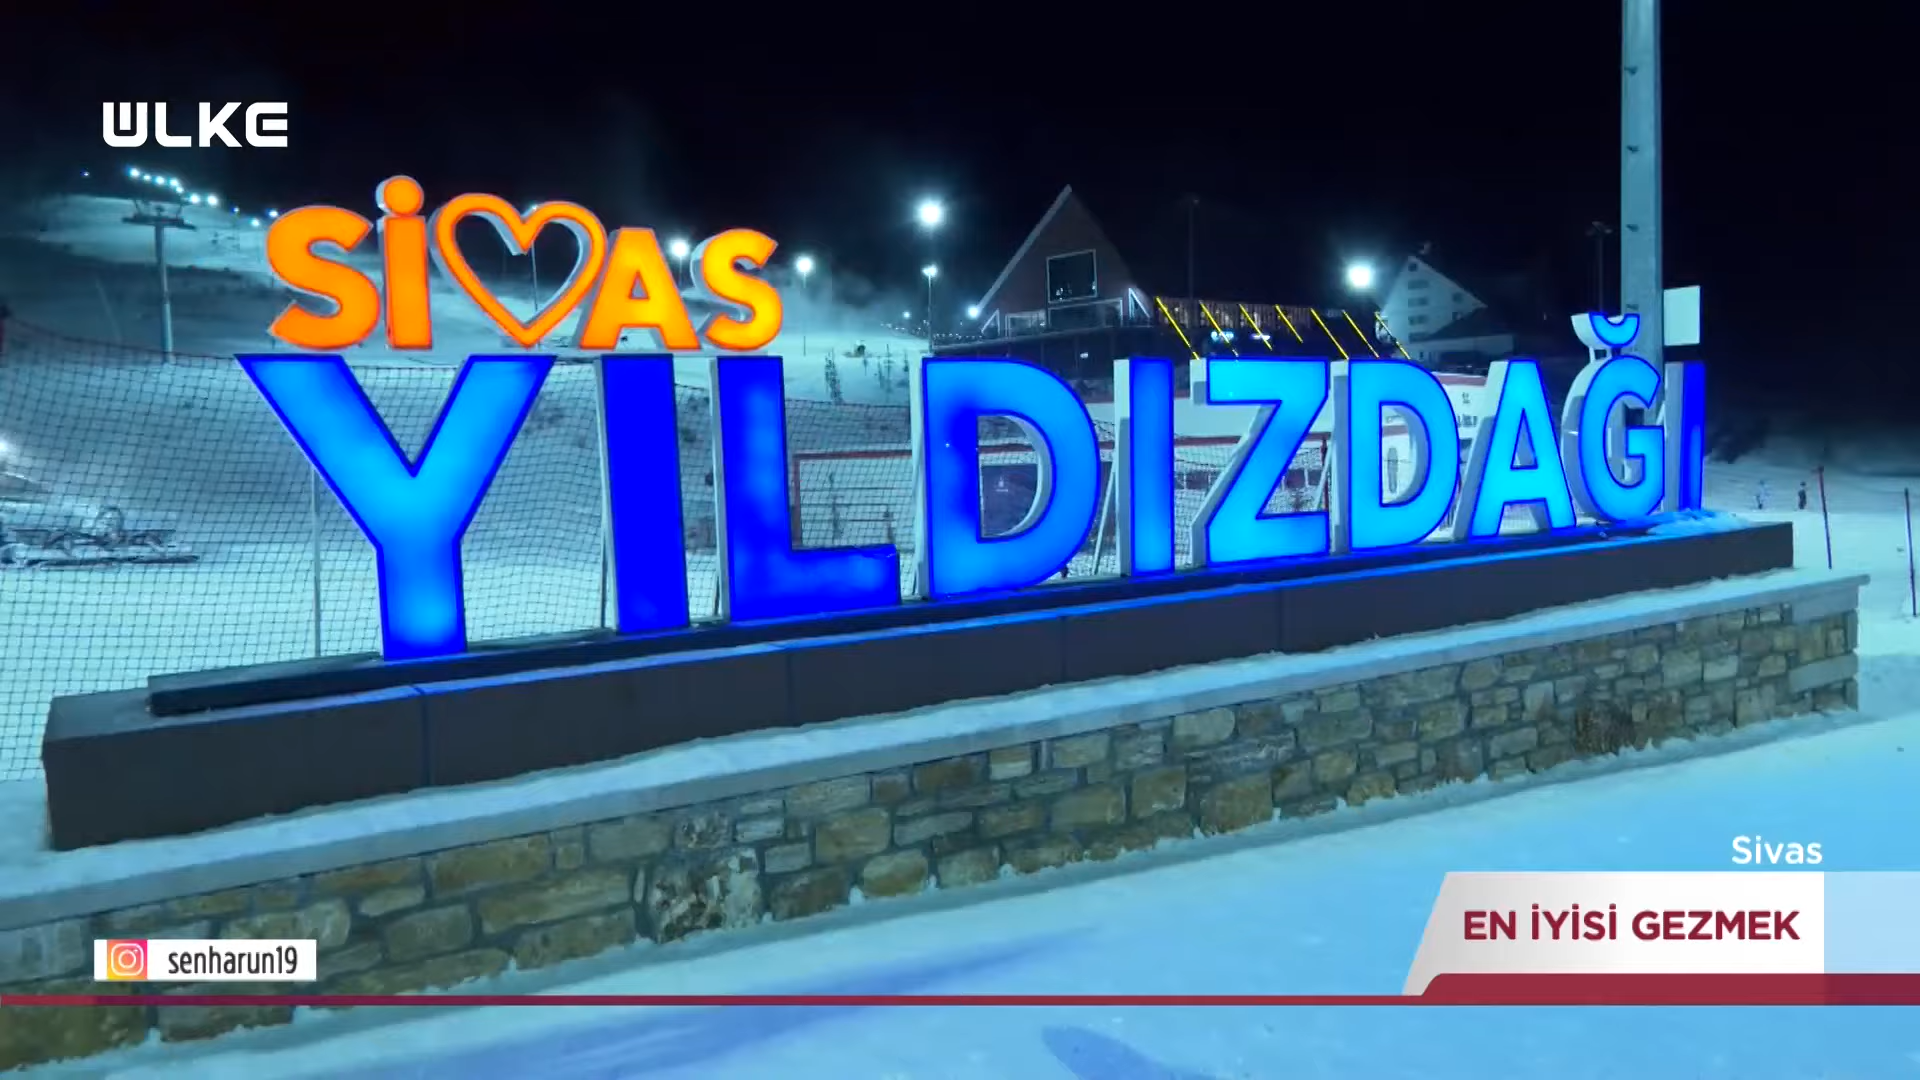 ULKE
SİVAS
YILDIZDAĞI
Sivas
EN İYİSİ GEZMEK
senharun19